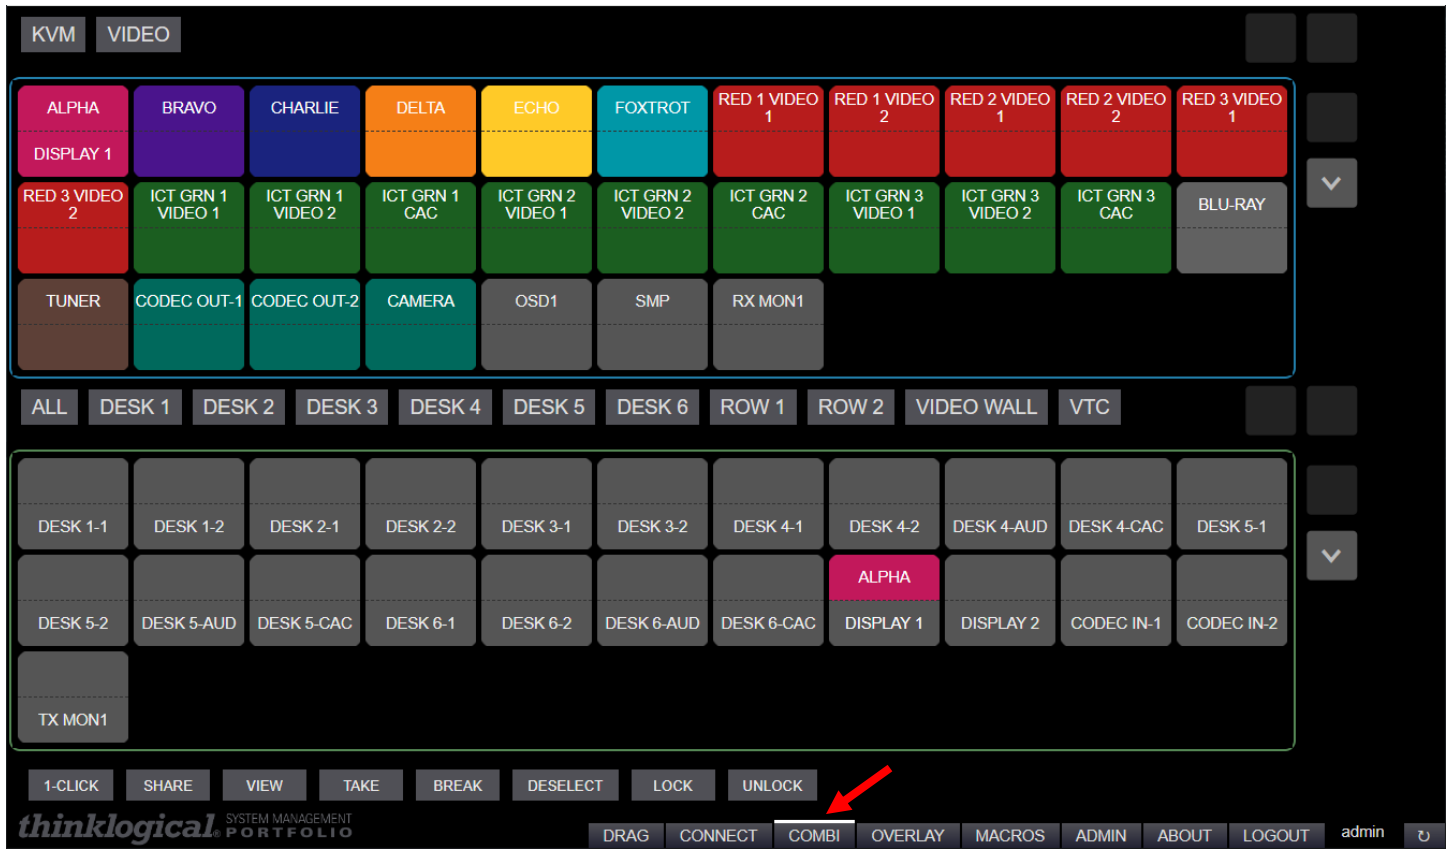 KVM VIDEO
ALPHA BRAVO CHARLIE DELTA ECHO FOXTROT RED 1 VIDEO RED 1 VIDEO RED 2 VIDEO RED 2 VIDEO RED 3 VIDEO
1 2 1 2 1
DISPLAY 1
RED 3 VIDEO ICT GRN 1 ICT GRN 1 ICT GRN 1 ICT GRN 2 ICT GRN 2 ICT GRN 2 ICT GRN 3 ICT GRN 3 ICT GRN 3 BLU-RAY
2 VIDEO 1 VIDEO 2 CAC VIDEO 1 VIDEO 2 CAC VIDEO 1 VIDEO 2 CAC
TUNER CODEC OUT-1 CODEC OUT-2 CAMERA OSD1 SMP RX MON1
ALL DESK 1 DESK 2 DESK 3 DESK 4 DESK 5 DESK 6 ROW 1 ROW 2 VIDEO WALL VTC
DESK 1-1 DESK 1-2 DESK 2-1 DESK 2-2 DESK 3-1 DESK 3-2 DESK 4-1 DESK 4-2 DESK 4-AUD DESK 4-CAC DESK 5-1
ALPHA
DESK 5-2 DESK 5-AUD DESK 5-CAC DESK 6-1 DESK 6-2 DESK 6-AUD DESK 6-CAC DISPLAY 1 DISPLAY 2 CODEC IN-1 CODEC IN-2
TX MON1
1-CLICK SHARE VIEW TAKE BREAK DESELECT LOCK UNLOCK
thinklogical® SYSTEM MANAGEMENT
PORTFOLIO
DRAG CONNECT COMBI OVERLAY MACROS ADMIN ABOUT LOGOUT admin